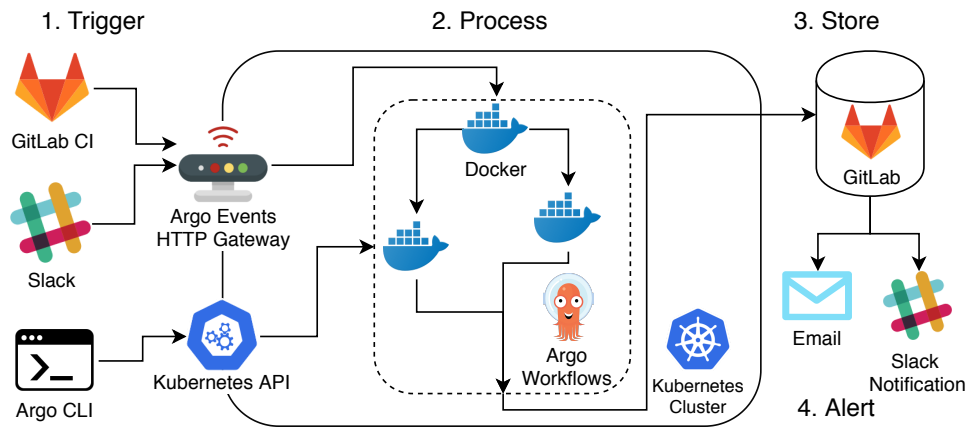 1. Trigger
2. Process
3. Store
GitLab CI
Docker
GitLab
Argo Events
HTTP Gateway
Slack
Email
Argo
Workflows
Slack
Notification
Kubernetes API
Kubernetes
Cluster
Argo CLI
4. Alert